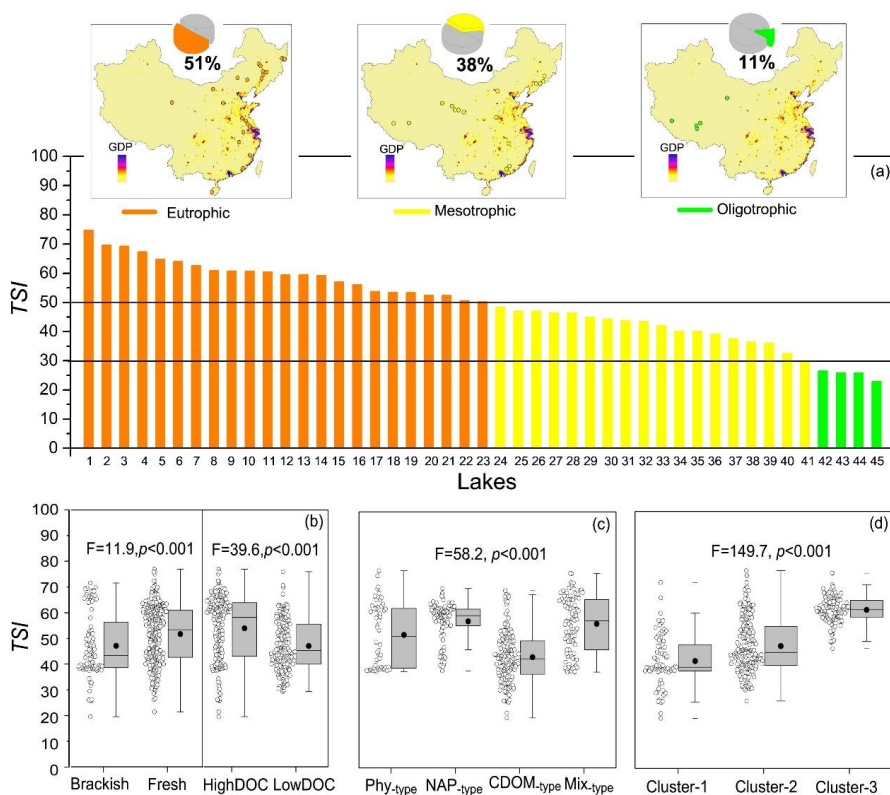 51% 38% 11%
GDP GDP GDP
100 (a)
Eutrophic Mesotrophic Oligotrophic
90
80
70
60
50
40
30
20
10
0
TSI
1 2 3 4 5 6 7 8 9 10 11 12 13 14 15 16 17 18 19 20 21 22 23 24 25 26 27 28 29 30 31 32 33 34 35 36 37 38 39 40 41 42 43 44 45
Lakes
100 (b) (c) (d)
90
80
70
60
50
40
30
20
10
0
TSI
F=11.9,p<0.001 F=39.6,p<0.001 F=58.2, p<0.001 F=149.7, p<0.001
Brackish Fresh HighDOC LowDOC Phy-type NAP-type CDOM-type Mix-type Cluster-1 Cluster-2 Cluster-3